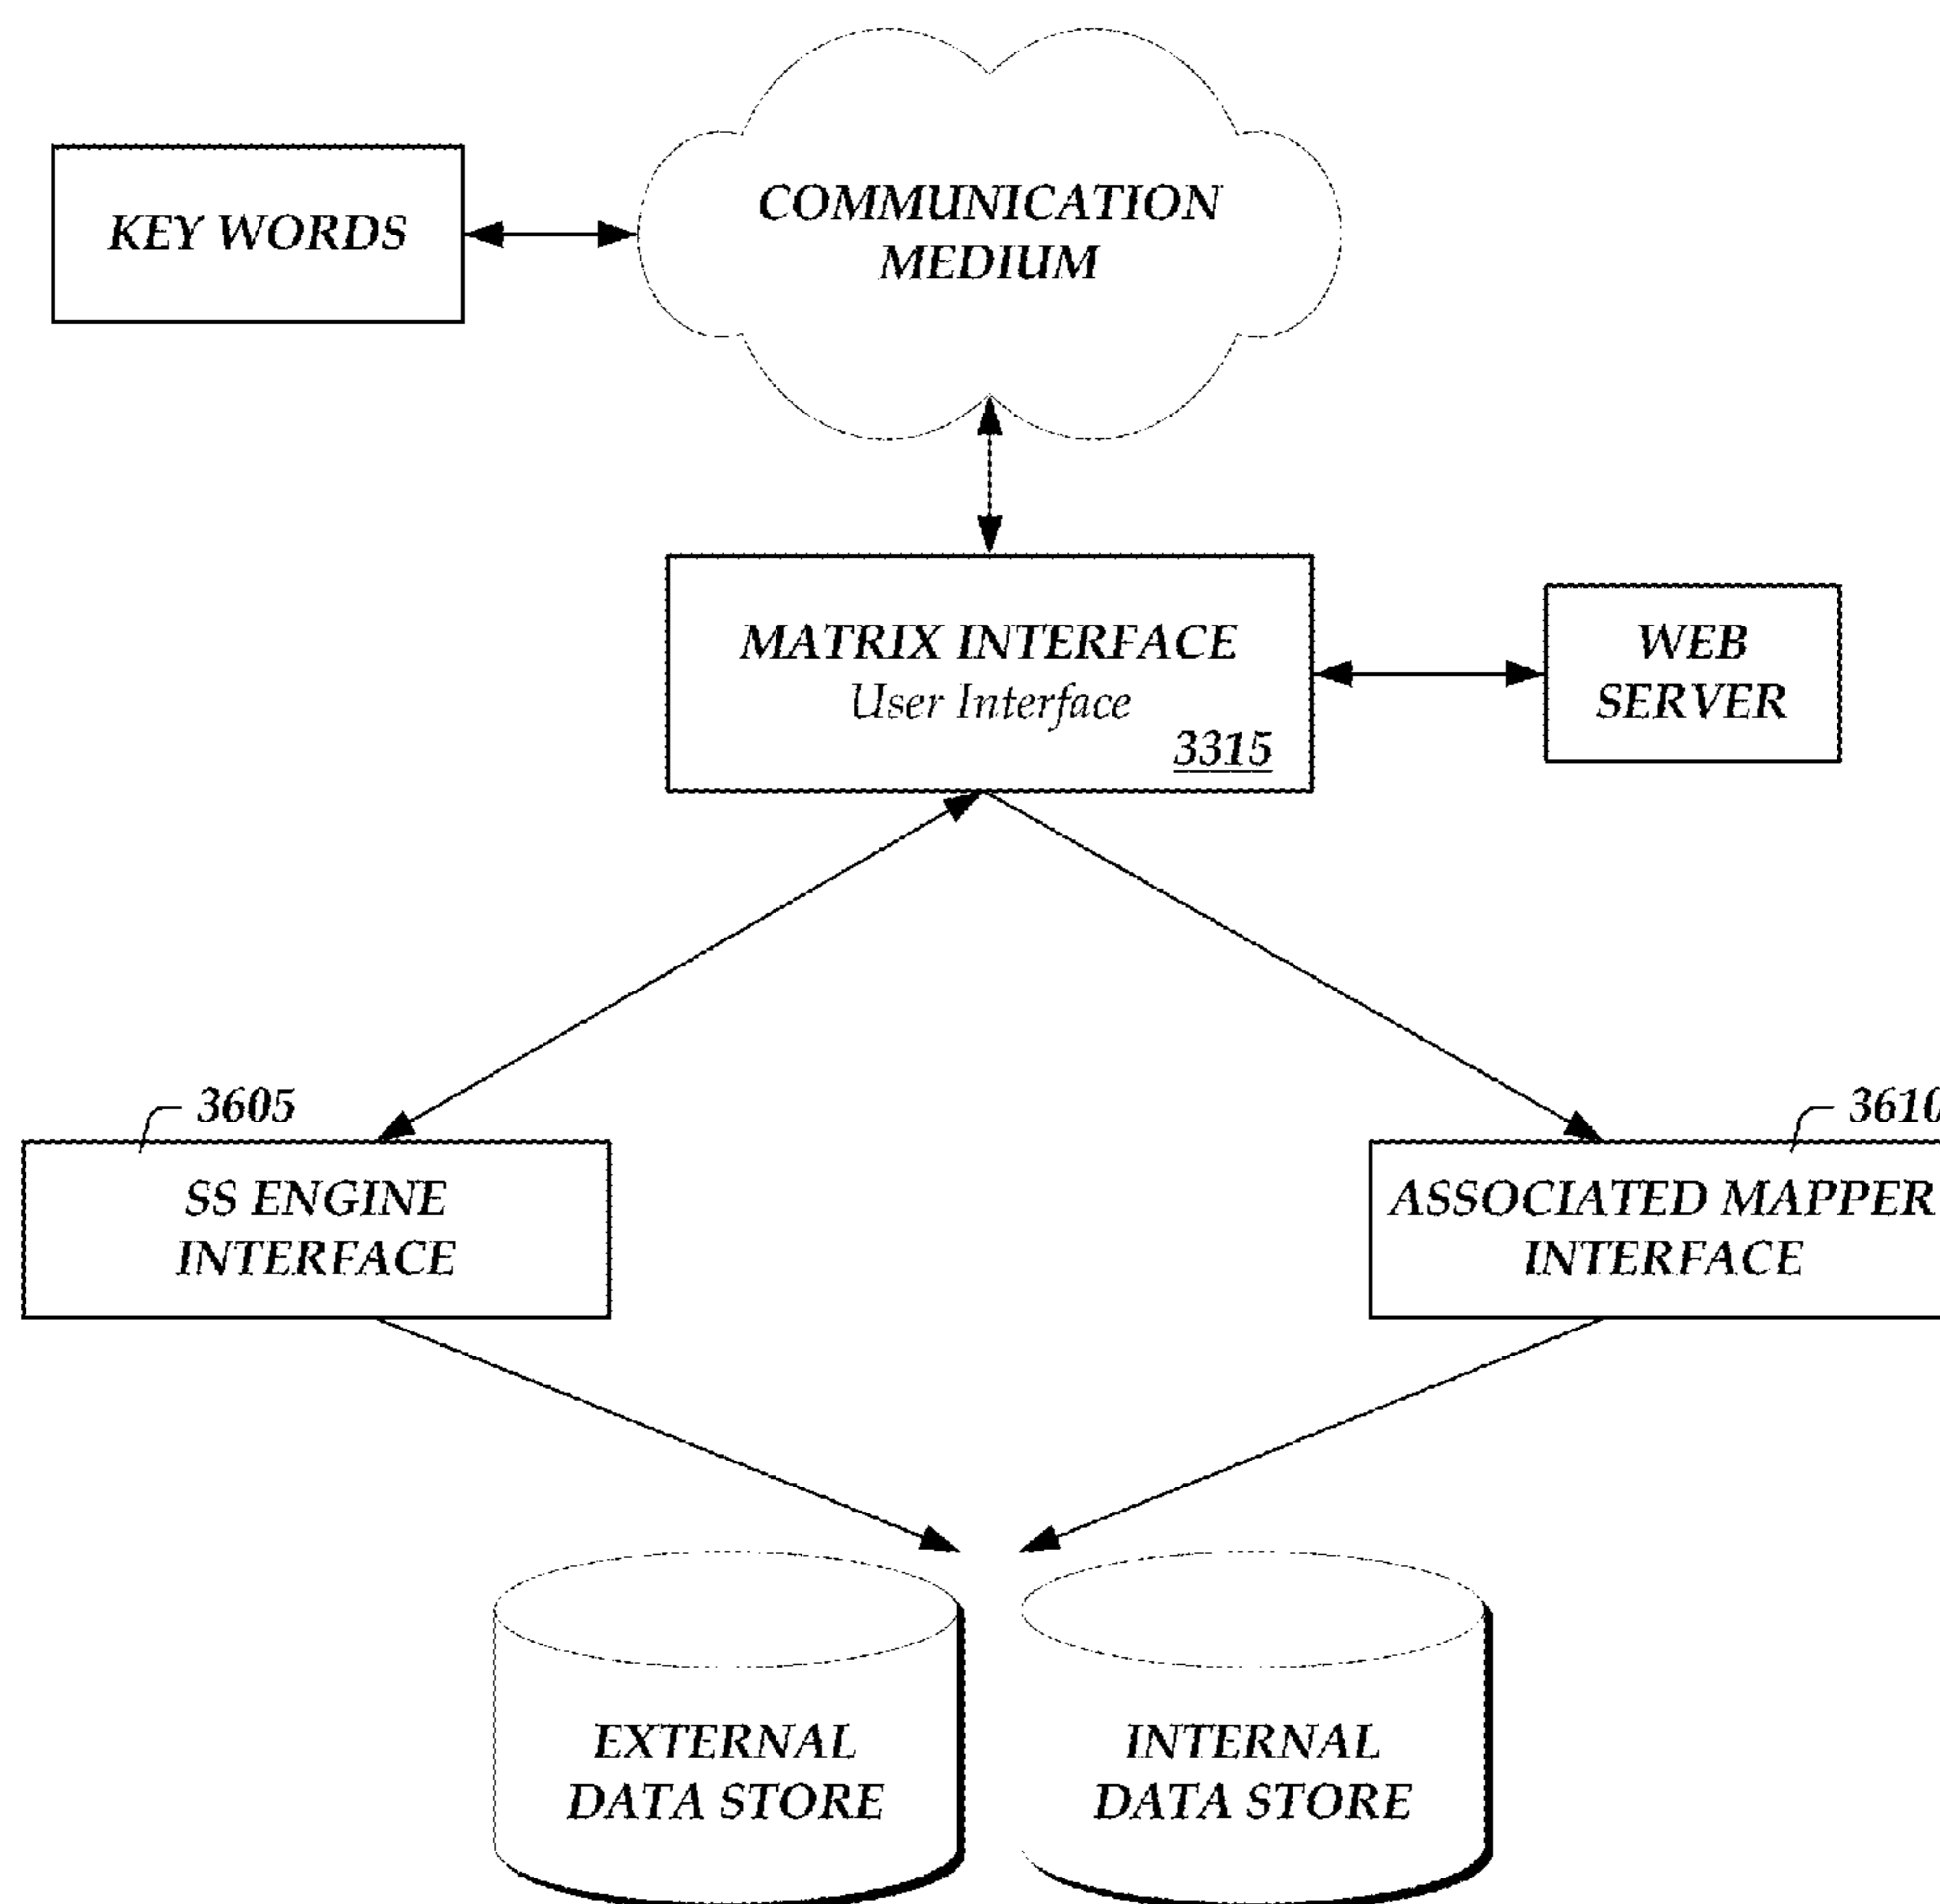 KEY WORDS
COMMUNICATION
MEDIUM
MATRIX INTERFACE
User Interface
3315
WEB
SERVER
3605
SS ENGINE
INTERFACE
3610
ASSOCIATED MAPPER
INTERFACE
EXTERNAL
DATA STORE
INTERNAL
DATA STORE